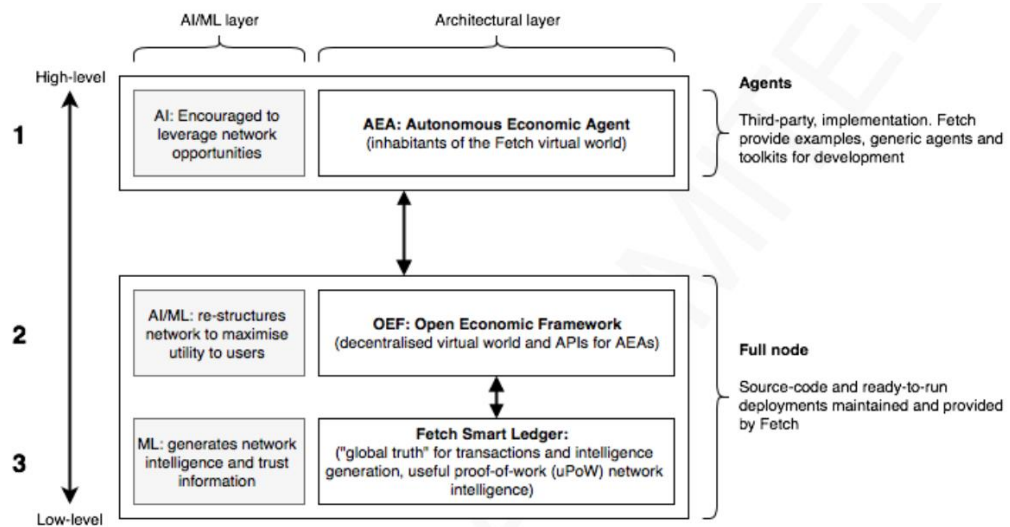 AI/ML layer
Architectural layer
High-level
1
AI: Encouraged to
leverage network
opportunities
AEA: Autonomous Economic Agent
(inhabitants of the Fetch virtual world)
Agents
Third-party, implementation. Fetch
provide examples, generic agents and
toolkits for development
2
AI/ML: re-structures
network to maximise
utility to users
OEF: Open Economic Framework
(decentralised virtual world and APIs for AEAs)
Full node
Source-code and ready-to-run
deployments maintained and provided
by Fetch
3
ML: generates network
intelligence and trust
information
Fetch Smart Ledger:
("global truth" for transactions and intelligence
generation, useful proof-of-work (uPoW) network
intelligence)
Low-level